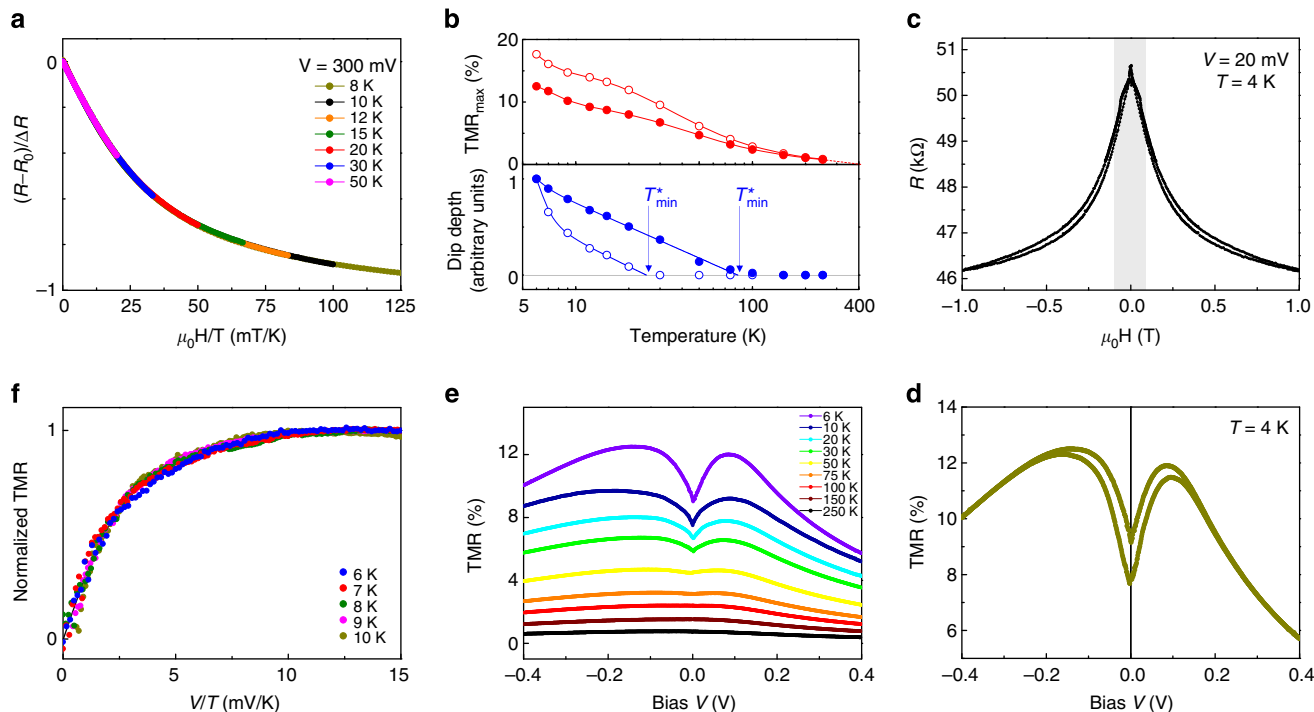 a
0
−1
(R−R0)/ΔR
V = 300 mV
8 K
10 K
12 K
15 K
20 K
30 K
50 K
0
25
50
75
100
125
μ0H/T (mT/K)
b
20
10
0
TMRmax (%)
1
0
Dip depth
(arbitrary units)
T*min
T*min
5
10
100
400
Temperature (K)
c
51
50
49
48
47
46
R (kΩ)
V = 20 mV
T = 4 K
−1.0
−0.5
0.0
0.5
1.0
μ0H (T)
f
1
0
Normalized TMR
6 K
7 K
8 K
9 K
10 K
0
5
10
15
V/T (mV/K)
e
12
8
4
0
TMR (%)
6 K
10 K
20 K
30 K
50 K
75 K
100 K
150 K
250 K
−0.4
−0.2
0.0
0.2
0.4
Bias V (V)
d
14
12
10
8
6
TMR (%)
T = 4 K
−0.4
−0.2
0.0
0.2
0.4
Bias V (V)